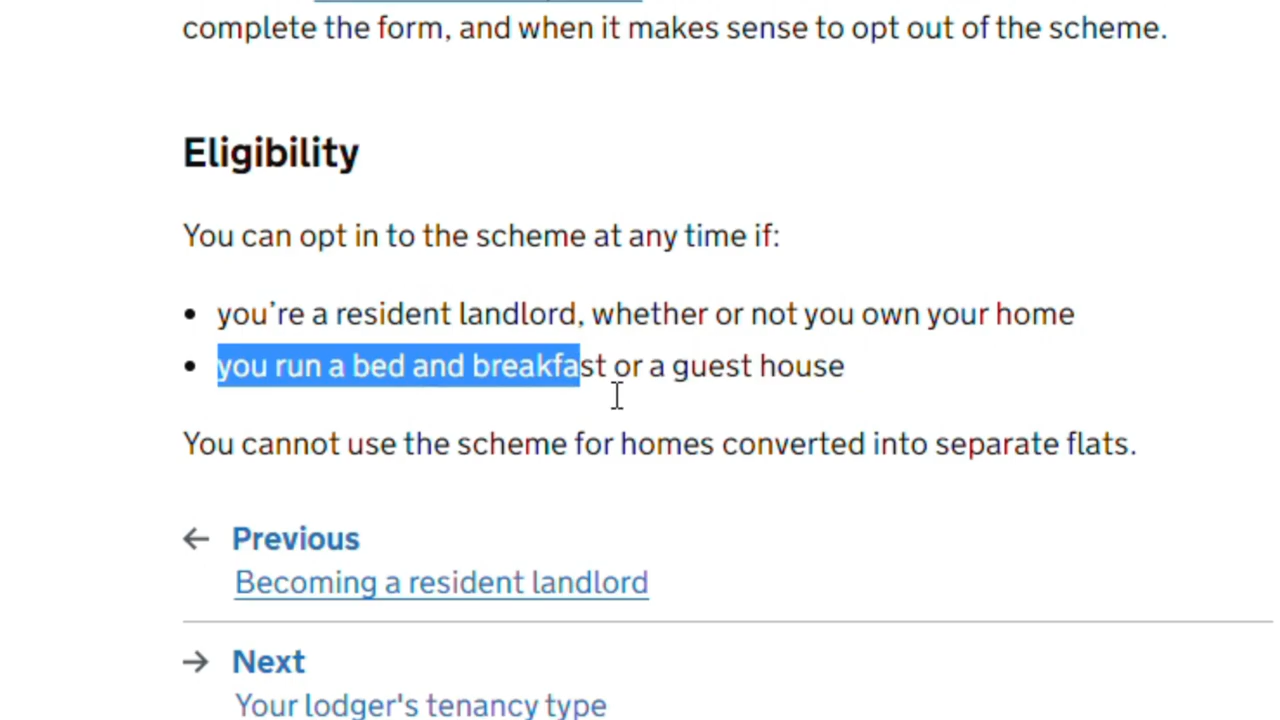 complete the form, and when it makes sense to opt out of the scheme.
Eligibility
You can opt in to the scheme at any time if:
• you’re a resident landlord, whether or not you own your home
• you run a bed and breakfast or a guest house
You cannot use the scheme for homes converted into separate flats.
← Previous
Becoming a resident landlord
→ Next
Your lodger's tenancy type